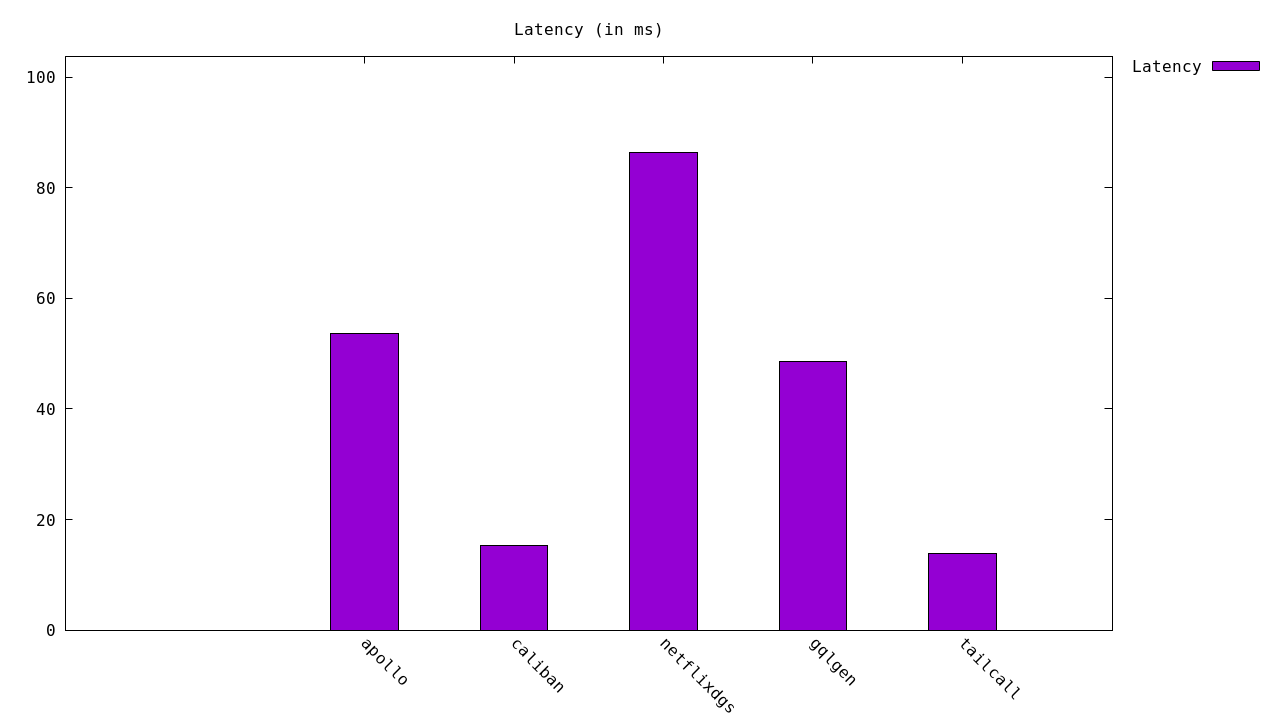 Latency (in ms)
Latency
100
80
60
40
20
0
apollo
caliban
netflixdgs
gqlgen
tailcall